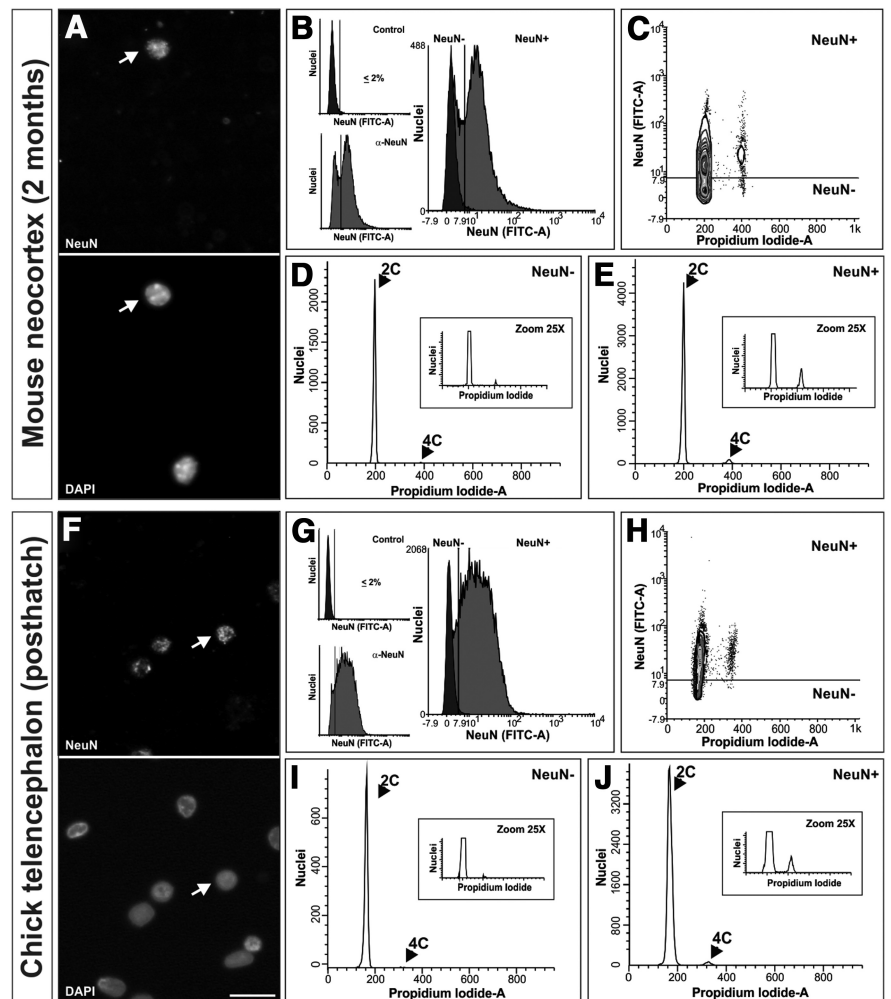 Mouse neocortex (2 months)
A
NeuN
DAPI
B
Control
≤ 2%
Nuclei
NeuN (FITC-A)
α-NeuN
Nuclei
NeuN (FITC-A)
488
NeuN-
NeuN+
Nuclei
0
-7.9 0 7.910 10¹ 10² 10³ 10⁴
NeuN (FITC-A)
C
NeuN+
NeuN-
NeuN (FITC-A)
10⁴
10³
10²
10¹
7.9
0
-7.9
0 200 400 600 800 1k
Propidium Iodide-A
D
2C
NeuN-
Nuclei
2000
1500
1000
500
0
4C
0 200 400 600 800
Propidium Iodide-A
Zoom 25X
Nuclei
Propidium Iodide
E
2C
NeuN+
Nuclei
4000
3000
2000
1000
0
4C
0 200 400 600 800
Propidium Iodide-A
Zoom 25X
Nuclei
Propidium Iodide
Chick telencephalon (posthatch)
F
NeuN
DAPI
G
Control
≤ 2%
Nuclei
NeuN (FITC-A)
α-NeuN
Nuclei
NeuN (FITC-A)
2068
NeuN-
NeuN+
Nuclei
0
-7.9 0 7.910 10¹ 10² 10³ 10⁴
NeuN (FITC-A)
H
NeuN+
NeuN-
NeuN (FITC-A)
10⁴
10³
10²
10¹
7.9
0
-7.9
0 200 400 600 800 1k
Propidium Iodide-A
I
2C
NeuN-
Nuclei
600
400
200
0
4C
0 200 400 600 800
Propidium Iodide-A
Zoom 25X
Nuclei
Propidium Iodide
J
2C
NeuN+
Nuclei
3200
2400
1600
800
0
4C
0 200 400 600 800
Propidium Iodide-A
Zoom 25X
Nuclei
Propidium Iodide